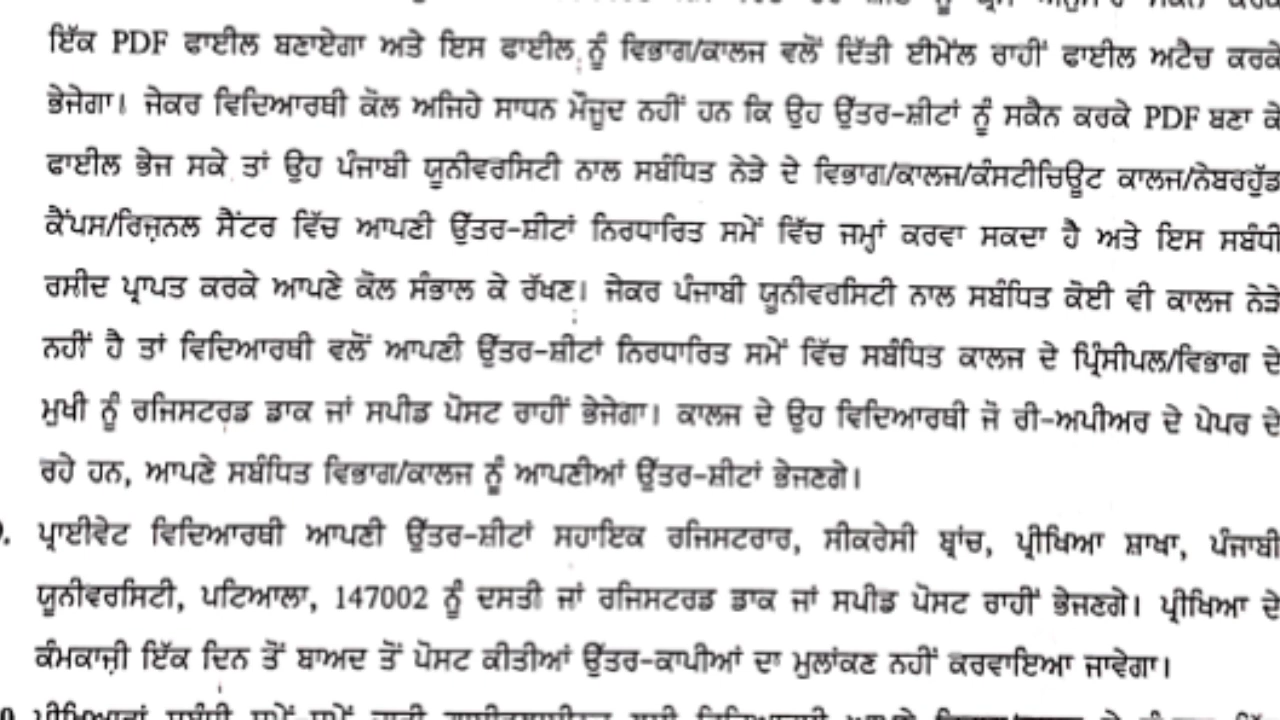 ਇੱਕ PDF ਫਾਈਲ ਬਣਾਏਗਾ ਅਤੇ ਇਸ ਫਾਈਲ ਨੂੰ ਵਿਭਾਗ/ਕਾਲਜ ਵਲੋਂ ਦਿੱਤੀ ਈਮੇਲ ਰਾਹੀਂ ਫਾਈਲ ਅਟੈਚ ਕਰਕੇ
ਭੇਜੇਗਾ। ਜੇਕਰ ਵਿਦਿਆਰਥੀ ਕੋਲ ਅਜਿਹੇ ਸਾਧਨ ਮੌਜੂਦ ਨਹੀਂ ਹਨ ਕਿ ਉਹ ਉੱਤਰ-ਸ਼ੀਟਾਂ ਨੂੰ ਸਕੈਨ ਕਰਕੇ PDF ਬਣਾ ਕੇ
ਫਾਈਲ ਭੇਜ ਸਕੇ ਤਾਂ ਉਹ ਪੰਜਾਬੀ ਯੂਨੀਵਰਸਿਟੀ ਨਾਲ ਸਬੰਧਿਤ ਨੇੜੇ ਦੇ ਵਿਭਾਗ/ਕਾਲਜ/ਕੰਸਟੀਚਿਊਟ ਕਾਲਜ/ਨੇਬਰਹੁੱਡ
ਕੈਂਪਸ/ਰਿਜ਼ਨਲ ਸੈਂਟਰ ਵਿੱਚ ਆਪਣੀ ਉੱਤਰ-ਸ਼ੀਟਾਂ ਨਿਰਧਾਰਿਤ ਸਮੇਂ ਵਿੱਚ ਜਮ੍ਹਾਂ ਕਰਵਾ ਸਕਦਾ ਹੈ ਅਤੇ ਇਸ ਸਬੰਧੀ
ਰਸੀਦ ਪ੍ਰਾਪਤ ਕਰਕੇ ਆਪਣੇ ਕੋਲ ਸੰਭਾਲ ਕੇ ਰੱਖਣ। ਜੇਕਰ ਪੰਜਾਬੀ ਯੂਨੀਵਰਸਿਟੀ ਨਾਲ ਸਬੰਧਿਤ ਕੋਈ ਵੀ ਕਾਲਜ ਨੇੜੇ
ਨਹੀਂ ਹੈ ਤਾਂ ਵਿਦਿਆਰਥੀ ਵਲੋਂ ਆਪਣੀ ਉੱਤਰ-ਸ਼ੀਟਾਂ ਨਿਰਧਾਰਿਤ ਸਮੇਂ ਵਿੱਚ ਸਬੰਧਿਤ ਕਾਲਜ ਦੇ ਪ੍ਰਿੰਸੀਪਲ/ਵਿਭਾਗ ਦੇ
ਮੁਖੀ ਨੂੰ ਰਜਿਸਟਰਡ ਡਾਕ ਜਾਂ ਸਪੀਡ ਪੋਸਟ ਰਾਹੀਂ ਭੇਜੇਗਾ। ਕਾਲਜ ਦੇ ਉਹ ਵਿਦਿਆਰਥੀ ਜੋ ਰੀ-ਅਪੀਅਰ ਦੇ ਪੇਪਰ ਦੇ
ਰਹੇ ਹਨ, ਆਪਣੇ ਸਬੰਧਿਤ ਵਿਭਾਗ/ਕਾਲਜ ਨੂੰ ਆਪਣੀਆਂ ਉੱਤਰ-ਸ਼ੀਟਾਂ ਭੇਜਣਗੇ।
ਪ੍ਰਾਈਵੇਟ ਵਿਦਿਆਰਥੀ ਆਪਣੀ ਉੱਤਰ-ਸ਼ੀਟਾਂ ਸਹਾਇਕ ਰਜਿਸਟਰਾਰ, ਸੀਕਰੇਸੀ ਬ੍ਰਾਂਚ, ਪ੍ਰੀਖਿਆ ਸ਼ਾਖਾ, ਪੰਜਾਬੀ
ਯੂਨੀਵਰਸਿਟੀ, ਪਟਿਆਲਾ, 147002 ਨੂੰ ਦਸਤੀ ਜਾਂ ਰਜਿਸਟਰਡ ਡਾਕ ਜਾਂ ਸਪੀਡ ਪੋਸਟ ਰਾਹੀਂ ਭੇਜਣਗੇ। ਪ੍ਰੀਖਿਆ ਦੇ
ਕੰਮਕਾਜ਼ੀ ਇੱਕ ਦਿਨ ਤੋਂ ਬਾਅਦ ਤੋਂ ਪੋਸਟ ਕੀਤੀਆਂ ਉੱਤਰ-ਕਾਪੀਆਂ ਦਾ ਮੁਲਾਂਕਣ ਨਹੀਂ ਕਰਵਾਇਆ ਜਾਵੇਗਾ।